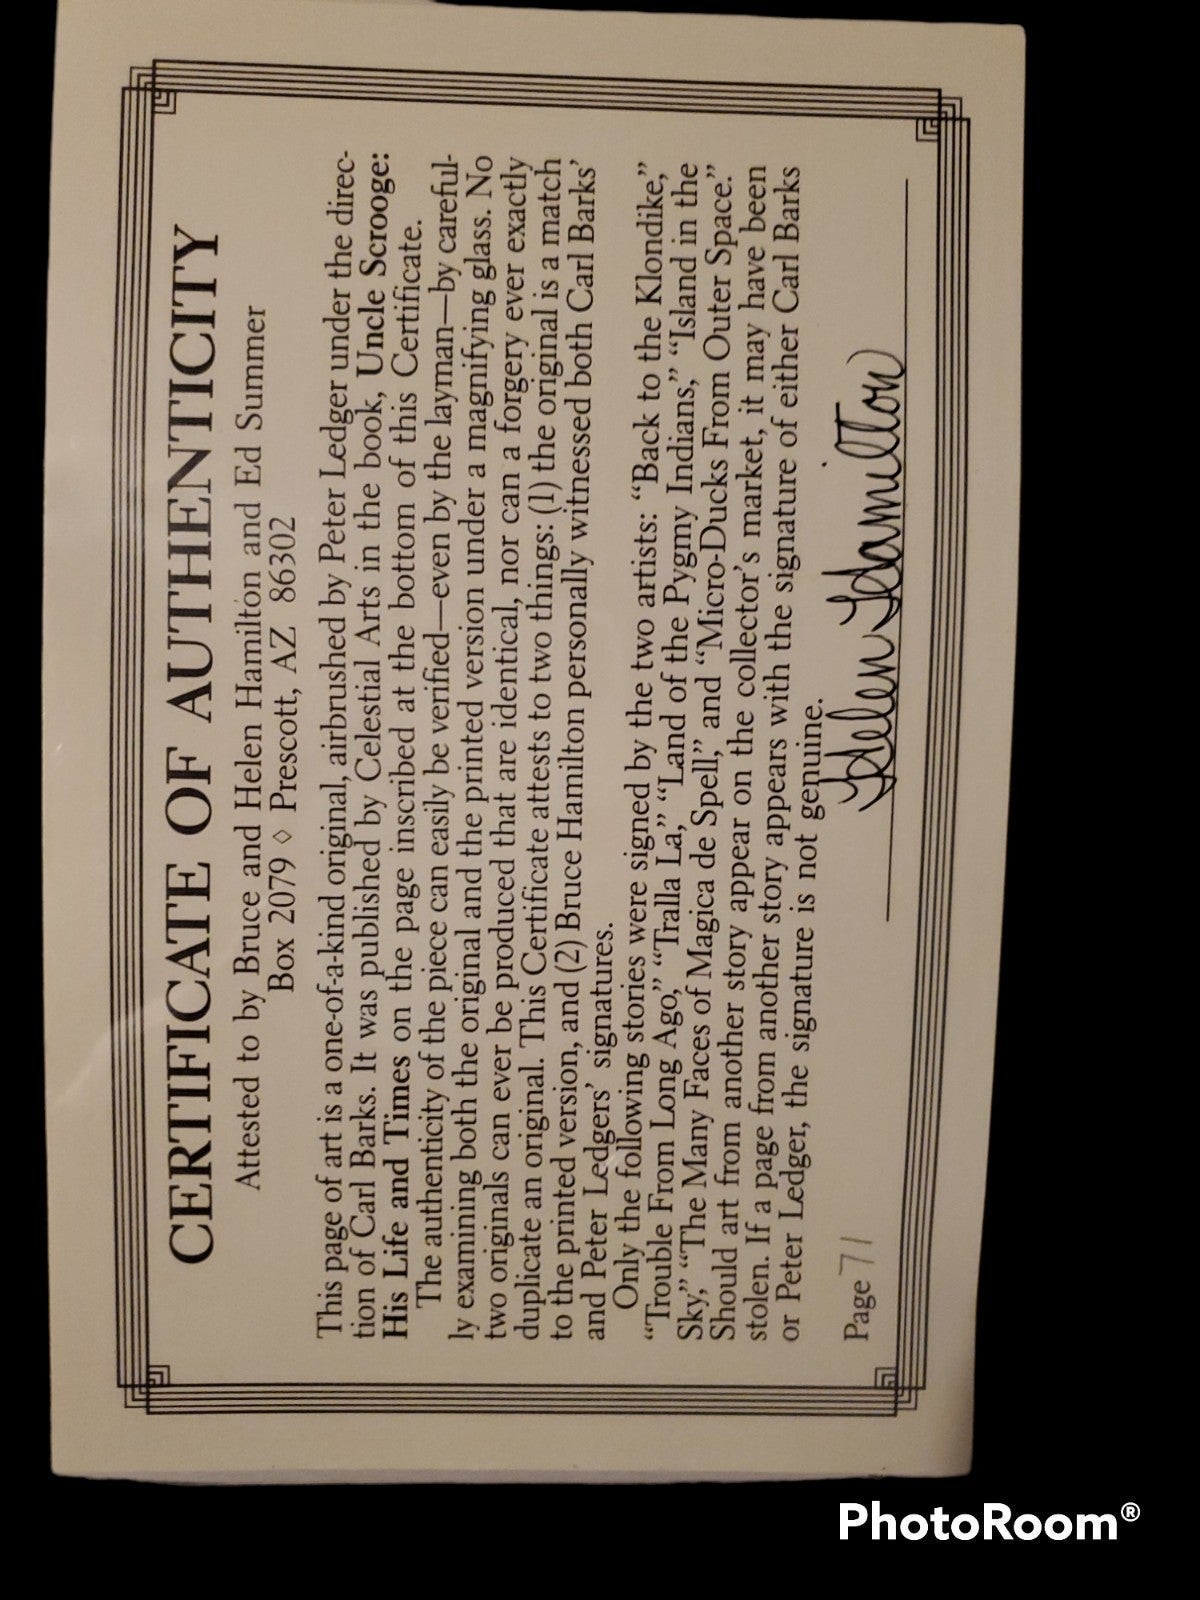 CERTIFICATE OF AUTHENTICITY
Attested to by Bruce and Helen Hamilton and Ed Summer
Box 2079 ◊ Prescott, AZ 86302
This page of art is a one-of-a-kind original, airbrushed by Peter Ledger under the direc-
tion of Carl Barks. It was published by Celestial Arts in the book, Uncle Scrooge:
His Life and Times on the page inscribed at the bottom of this Certificate.
The authenticity of the piece can easily be verified—even by the layman—by careful-
ly examining both the original and the printed version under a magnifying glass. No
two originals can ever be produced that are identical, nor can a forgery ever exactly
duplicate an original. This Certificate attests to two things: (1) the original is a match
to the printed version, and (2) Bruce Hamilton personally witnessed both Carl Barks’
and Peter Ledgers’ signatures.
Only the following stories were signed by the two artists: “Back to the Klondike,”
“Trouble From Long Ago,” “Tralla La,” “Land of the Pygmy Indians,” “Island in the
Sky,” “The Many Faces of Magica de Spell,” and “Micro-Ducks From Outer Space.”
Should art from another story appear on the collector’s market, it may have been
stolen. If a page from another story appears with the signature of either Carl Barks
or Peter Ledger, the signature is not genuine.
Page 71
Helen Hamilton
PhotoRoom®